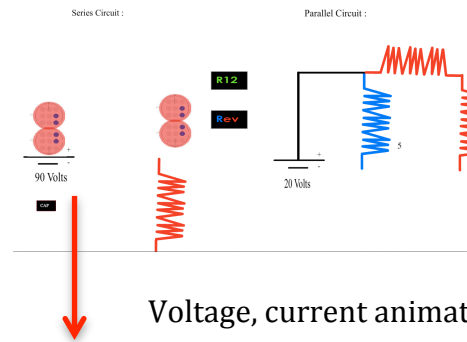 Series Circuit :
Parallel Circuit :
R12
Rev
+
-
90 Volts
CAP
5
+
-
20 Volts
Voltage, current animat